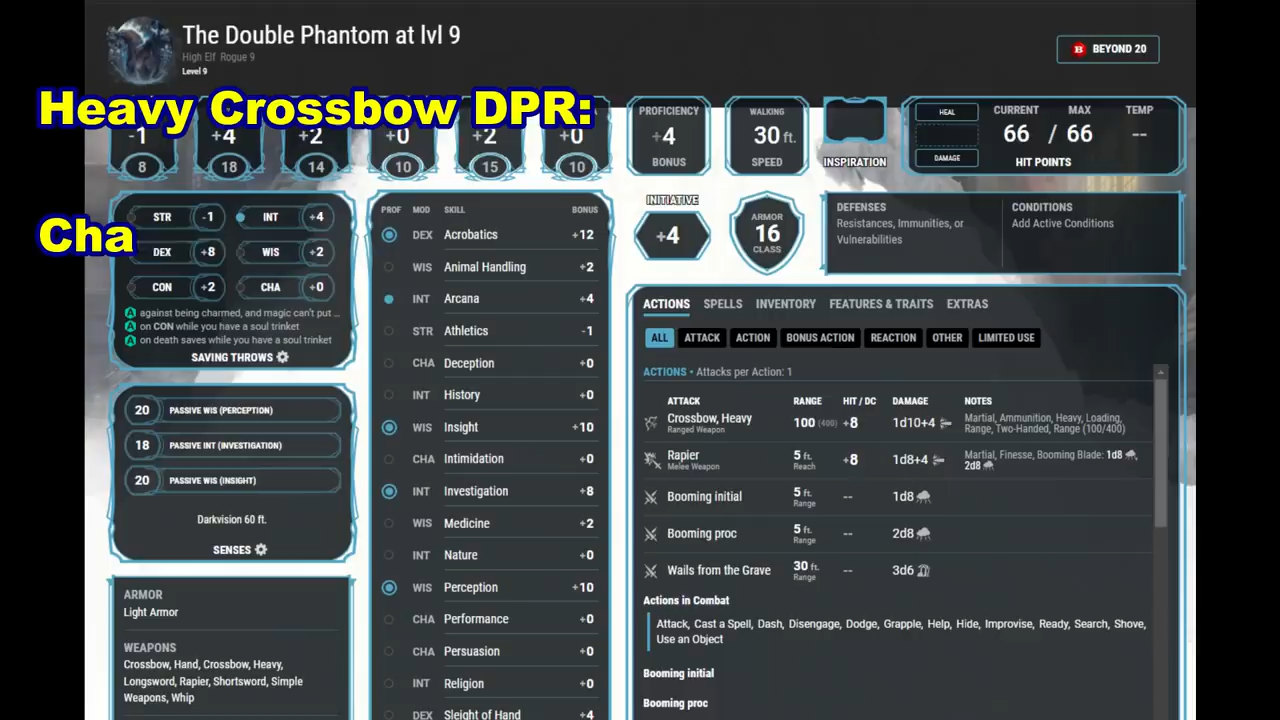 The Double Phantom at lvl 9
High Elf Rogue 9
Level 9
BEYOND 20
Heavy Crossbow DPR:
Cha
-1 +4 +2 +0 +2 +0
8 18 14 10 15 10
PROFICIENCY
+4
BONUS
WALKING
30 ft.
SPEED
INSPIRATION
HEAL
DAMAGE
CURRENT MAX TEMP
66 / 66 --
HIT POINTS
STR -1 INT +4
DEX +8 WIS +2
CON +2 CHA +0
A against being charmed, and magic can't put ...
A on CON while you have a soul trinket
A on death saves while you have a soul trinket
SAVING THROWS
20 PASSIVE WIS (PERCEPTION)
18 PASSIVE INT (INVESTIGATION)
20 PASSIVE WIS (INSIGHT)
Darkvision 60 ft.
SENSES
ARMOR
Light Armor
WEAPONS
Crossbow, Hand, Crossbow, Heavy,
Longsword, Rapier, Shortsword, Simple
Weapons, Whip
PROF MOD SKILL BONUS
DEX Acrobatics +12
WIS Animal Handling +2
INT Arcana +4
STR Athletics -1
CHA Deception +0
INT History +0
WIS Insight +10
CHA Intimidation +0
INT Investigation +8
WIS Medicine +2
INT Nature +0
WIS Perception +10
CHA Performance +0
CHA Persuasion +0
INT Religion +0
DEX Sleight of Hand +4
INITIATIVE
+4
ARMOR
16
CLASS
DEFENSES
Resistances, Immunities, or
Vulnerabilities
CONDITIONS
Add Active Conditions
ACTIONS SPELLS INVENTORY FEATURES & TRAITS EXTRAS
ALL ATTACK ACTION BONUS ACTION REACTION OTHER LIMITED USE
ACTIONS • Attacks per Action: 1
ATTACK RANGE HIT / DC DAMAGE NOTES
Crossbow, Heavy 100 (400) +8 1d10+4 Martial, Ammunition, Heavy, Loading,
Ranged Weapon Range, Two-Handed, Range (100/400)
Rapier 5 ft. +8 1d8+4 Martial, Finesse, Booming Blade: 1d8 ,
Melee Weapon Reach 2d8
Booming initial 5 ft. -- 1d8
Range
Booming proc 5 ft. -- 2d8
Range
Wails from the Grave 30 ft. -- 3d6
Range
Actions in Combat
Attack, Cast a Spell, Dash, Disengage, Dodge, Grapple, Help, Hide, Improvise, Ready, Search, Shove,
Use an Object
Booming initial
Booming proc